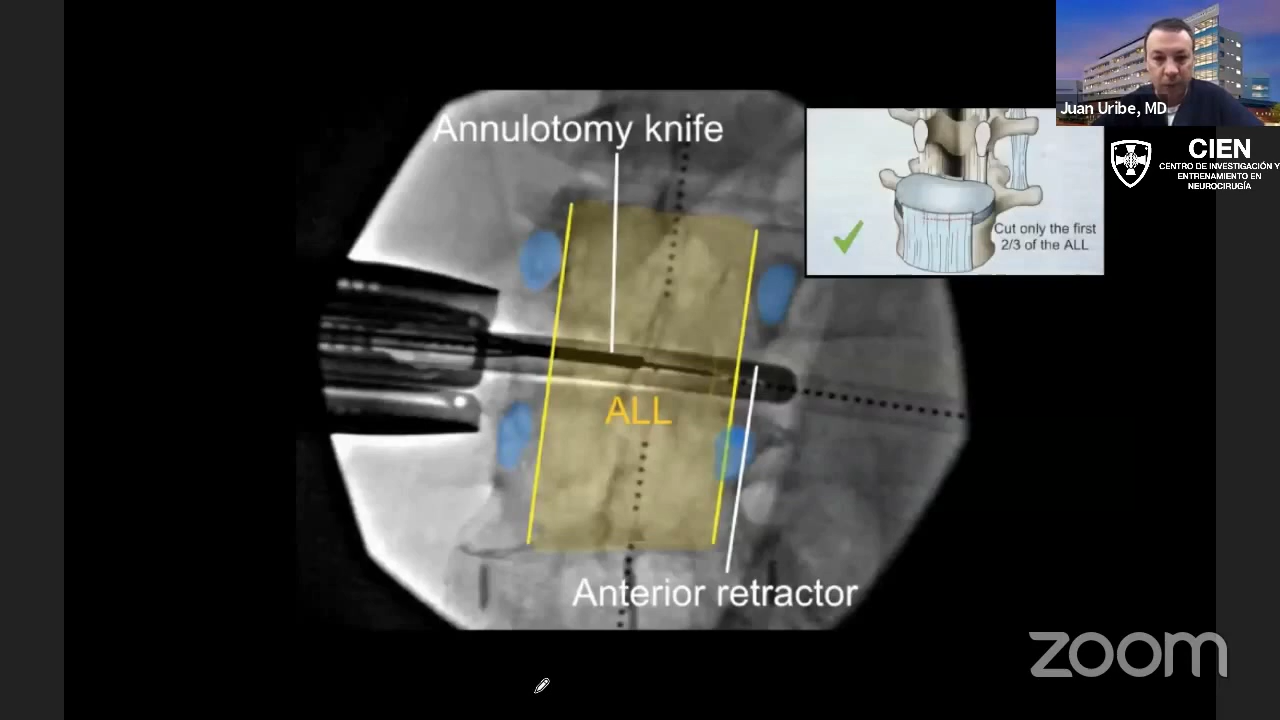 Annulotomy knife
ALL
Anterior retractor
Cut only the first
2/3 of the ALL
Juan Uribe, MD
CIEN
CENTRO DE INVESTIGACIÓN Y
ENTRENAMIENTO EN
NEUROCIRUGÍA
zoom